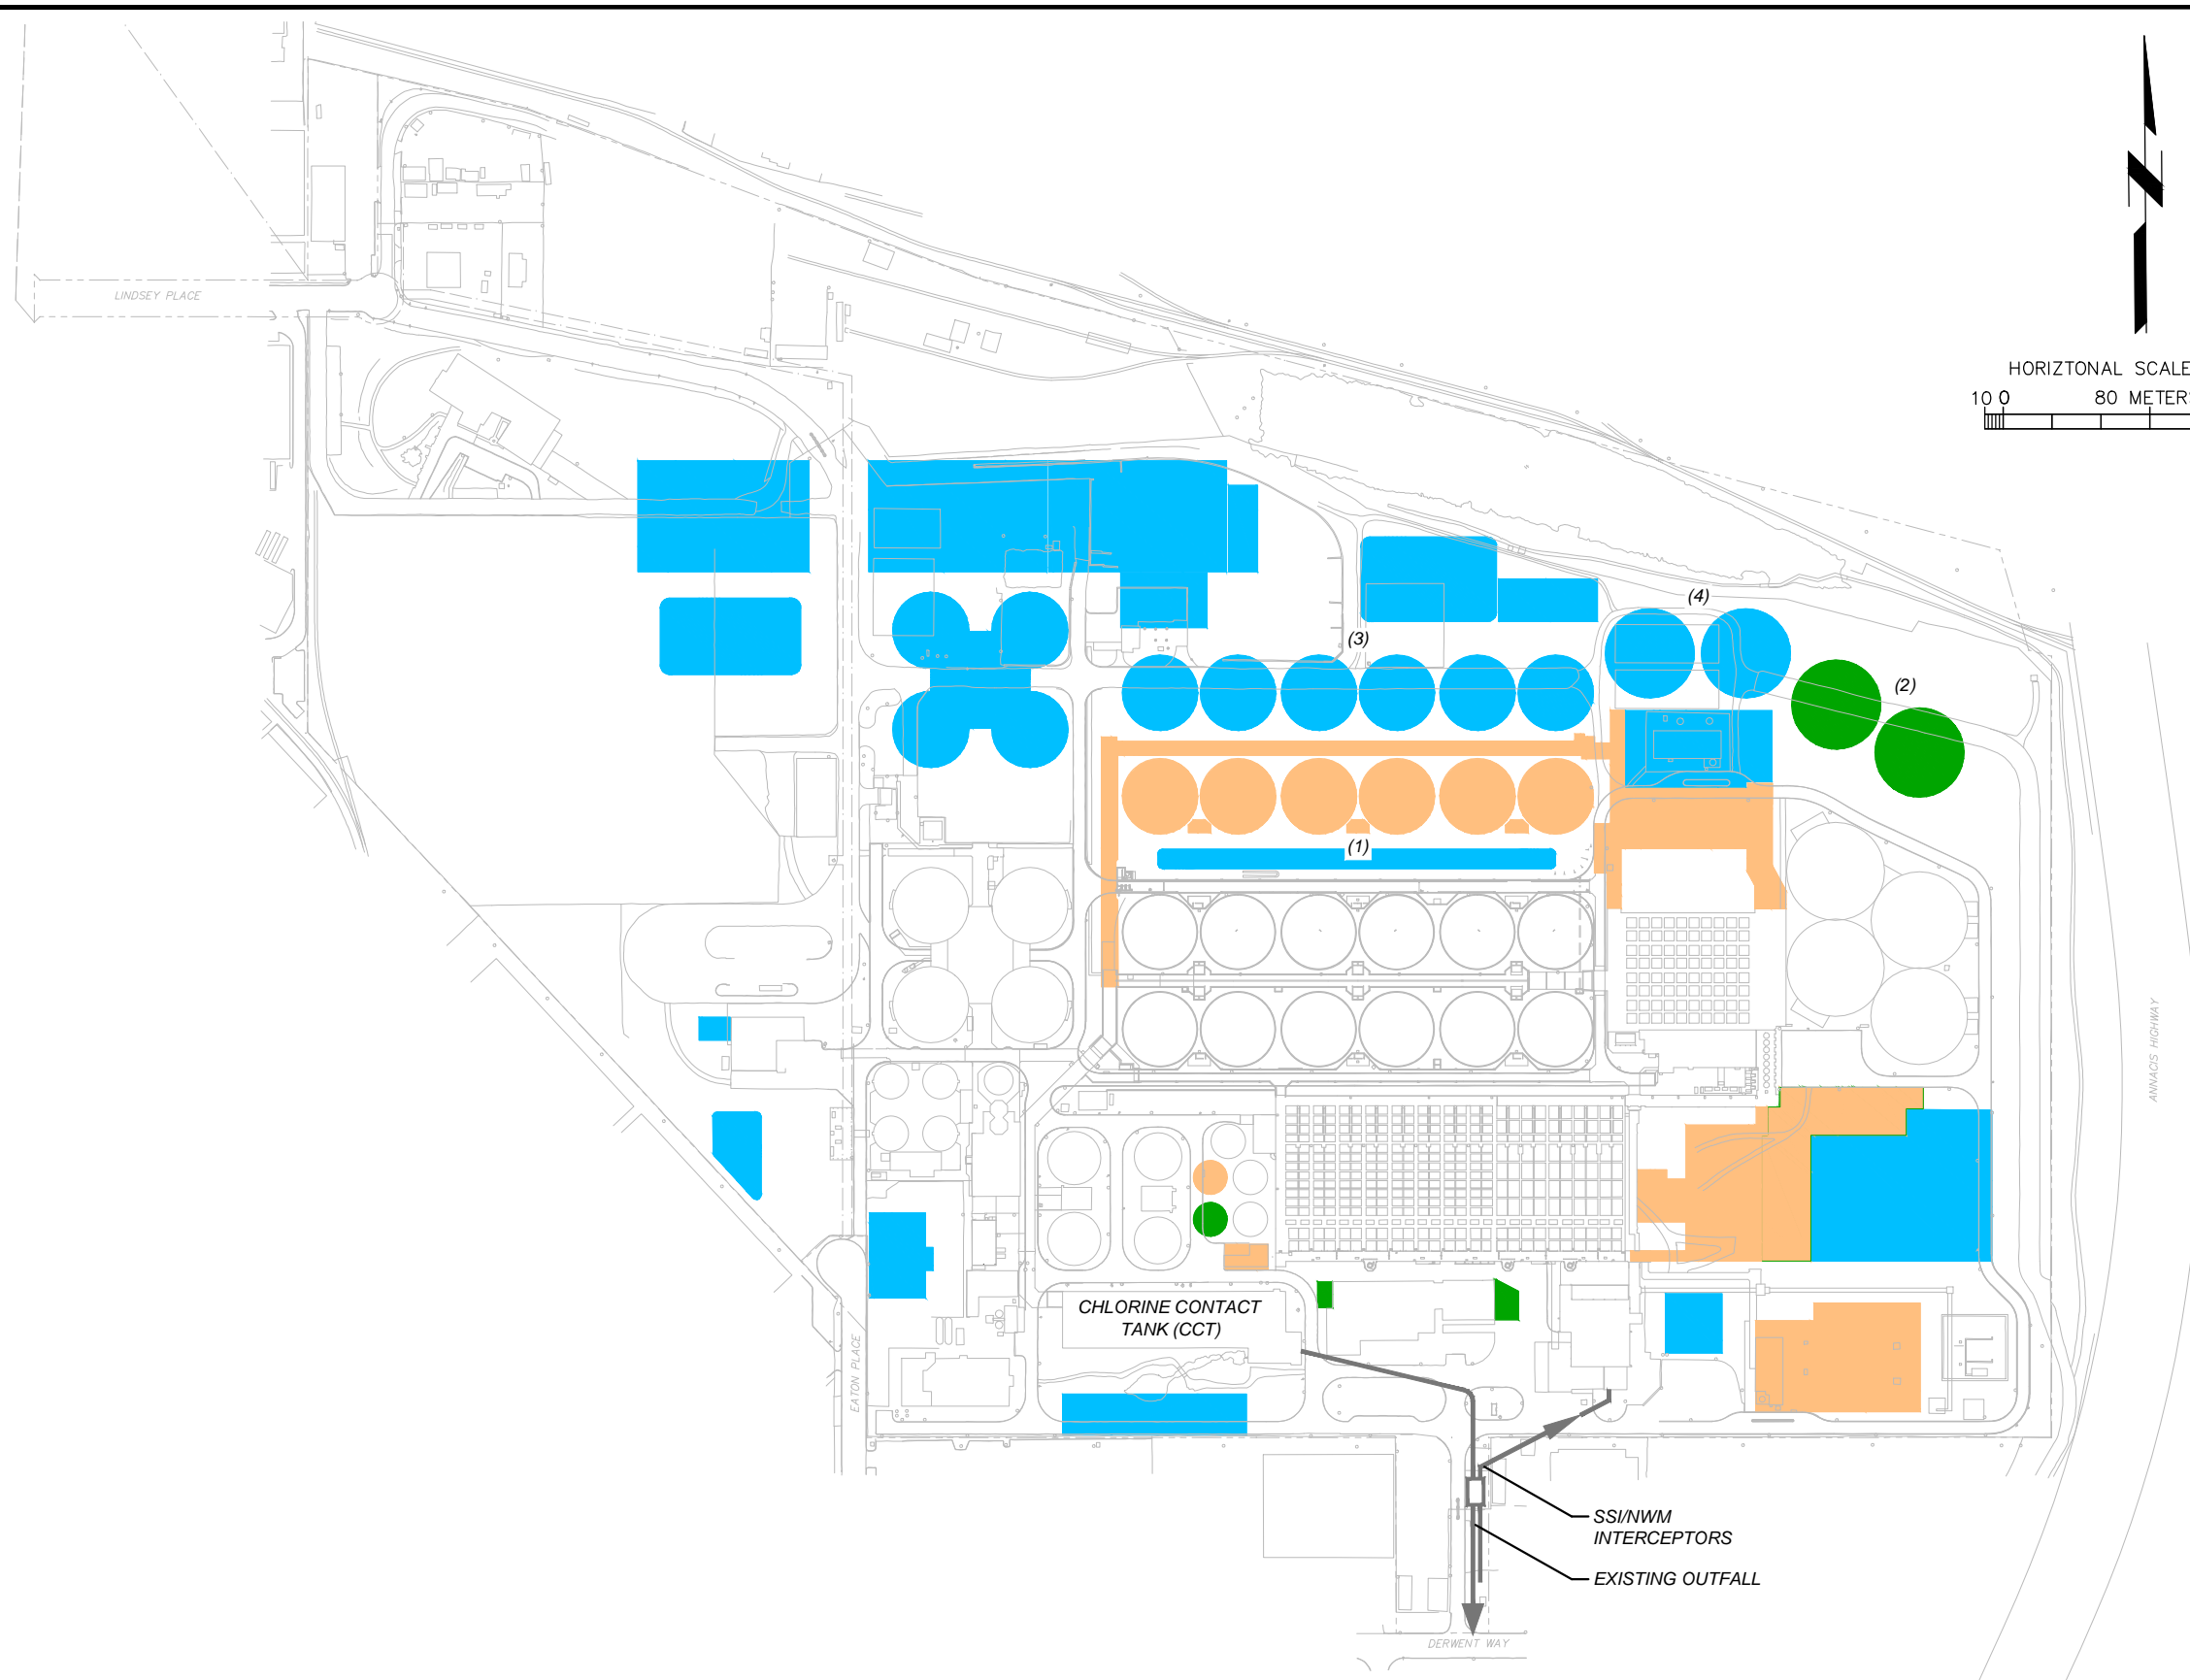 LINDSEY PLACE
N
HORIZTONAL SCALE
10 0 80 METERS
(4)
(3)
(2)
(1)
ANNACIS HIGHWAY
CHLORINE CONTACT
TANK (CCT)
EATON PLACE
SSI/NWM
INTERCEPTORS
EXISTING OUTFALL
DERWENT WAY